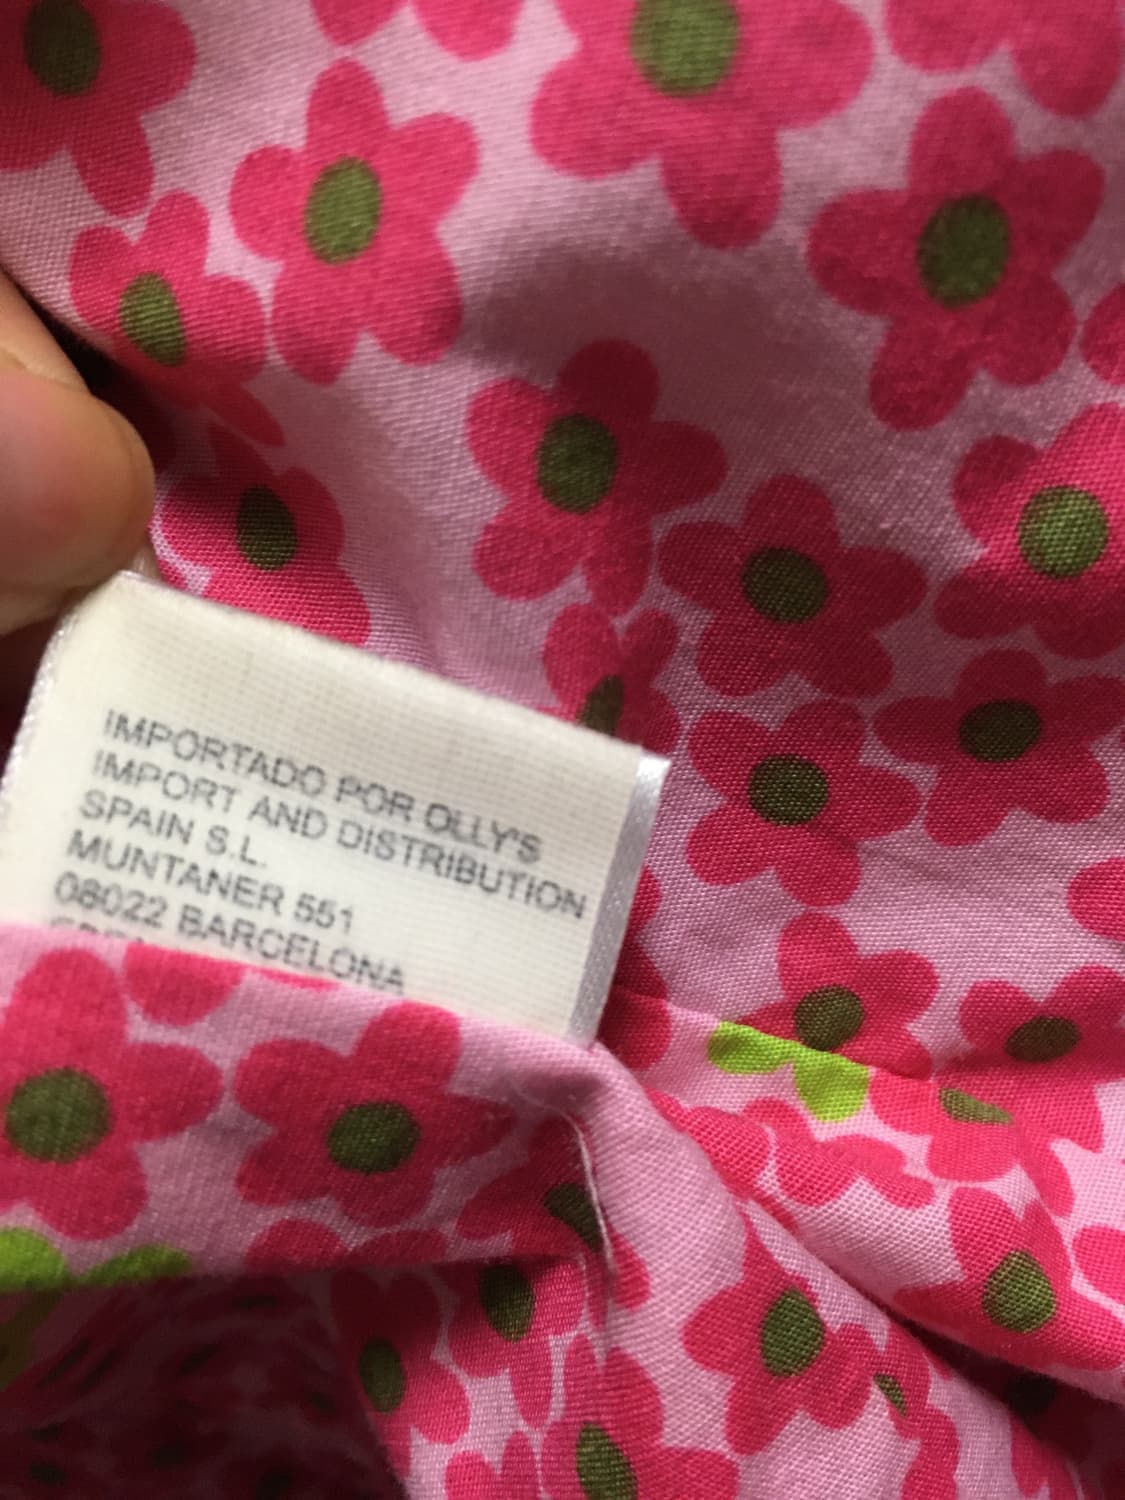 IMPORTADO POR OLLY'S
IMPORT AND DISTRIBUTION
SPAIN S.L.
MUNTANER 551
08022 BARCELONA